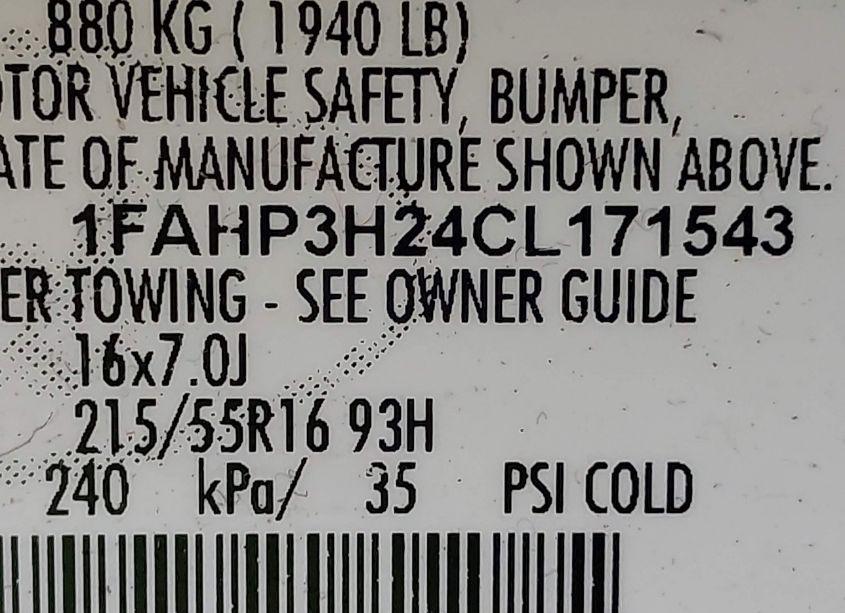 880 KG ( 1940 LB)
OTOR VEHICLE SAFETY, BUMPER,
ATE OF MANUFACTURE SHOWN ABOVE.
1FAHP3H24CL171543
ER TOWING - SEE OWNER GUIDE
16x7.0J
215/55R16 93H
240 kPa/ 35 PSI COLD